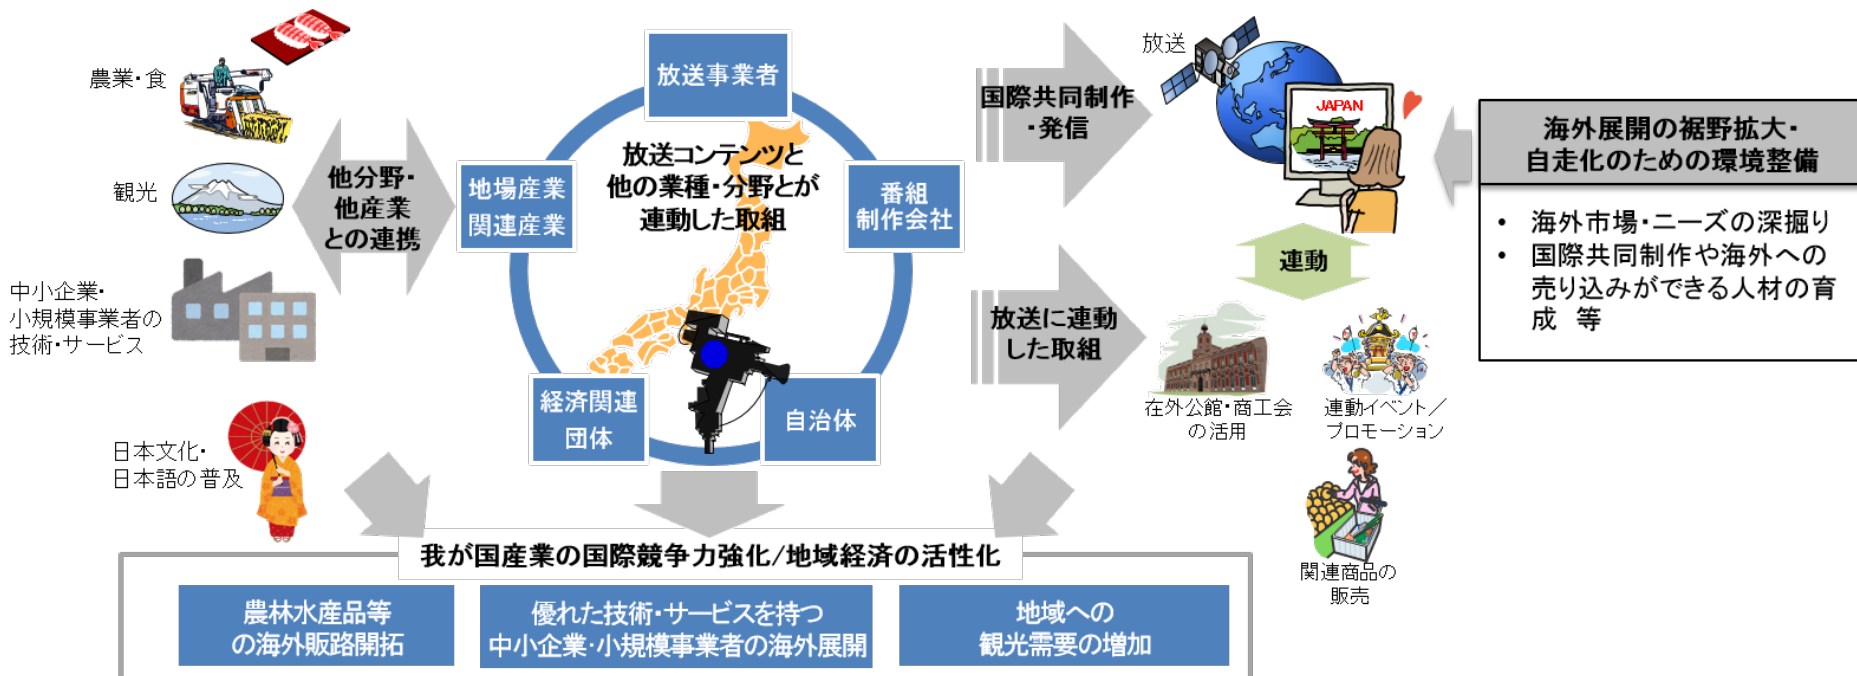 農業・食
観光
中小企業・
小規模事業者の
技術・サービス
日本文化・
日本語の普及
他分野・
他産業
との連携
放送事業者
地場産業
関連産業
放送コンテンツと
他の業種・分野とが
連動した取組
番組
制作会社
経済関連
団体
自治体
国際共同制作
・発信
放送に連動
した取組
放送
JAPAN
連動
在外公館・商工会
の活用
連動イベント／
プロモーション
関連商品の
販売
海外展開の裾野拡大・
自走化のための環境整備
• 海外市場・ニーズの深掘り
• 国際共同制作や海外への
売り込みができる人材の育
成　等
我が国産業の国際競争力強化/地域経済の活性化
農林水産品等
の海外販路開拓
優れた技術・サービスを持つ
中小企業・小規模事業者の海外展開
地域への
観光需要の増加